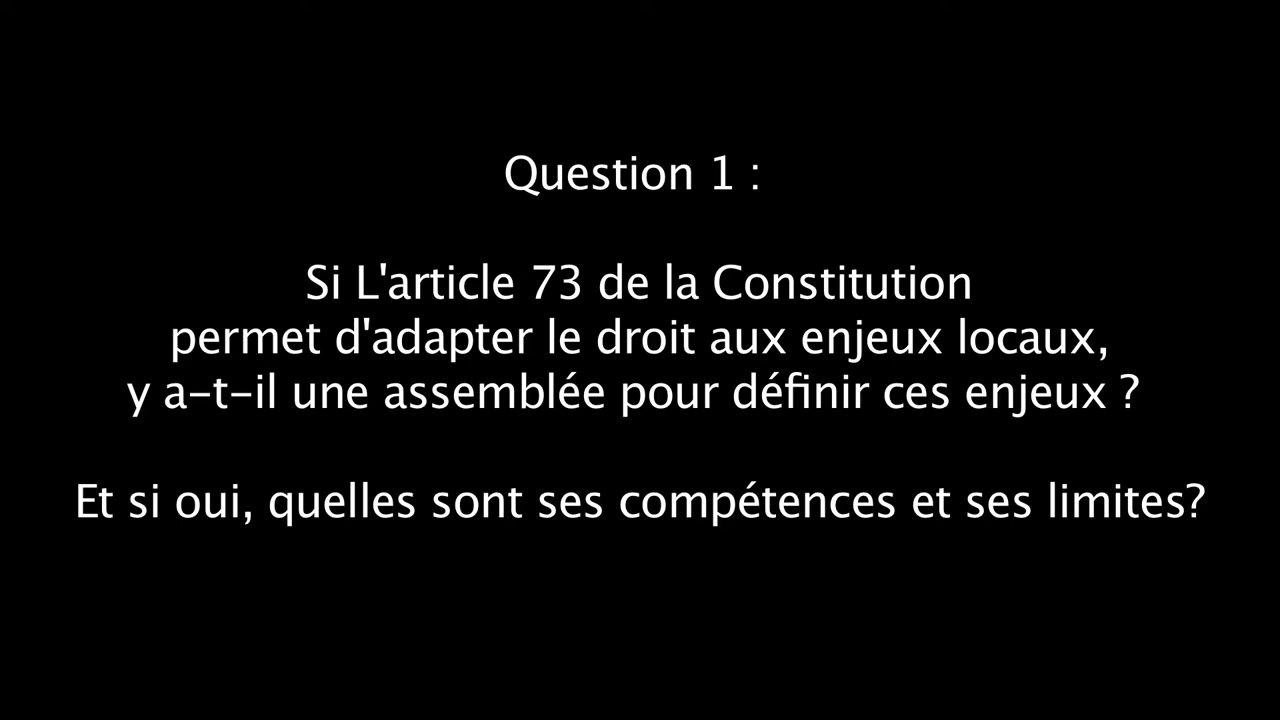 Question 1 :
Si L'article 73 de la Constitution
permet d'adapter le droit aux enjeux locaux,
y a-t-il une assemblée pour définir ces enjeux ?
Et si oui, quelles sont ses compétences et ses limites?